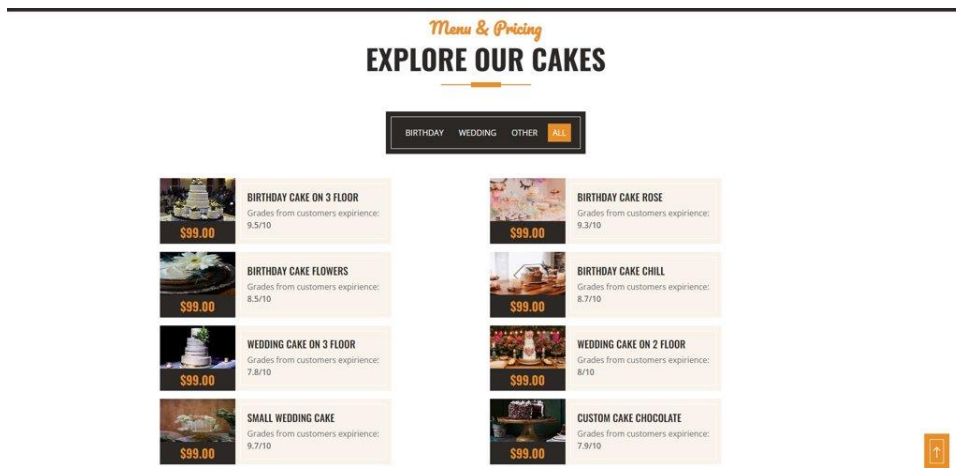 Menu & Pricing
EXPLORE OUR CAKES
BIRTHDAY WEDDING OTHER ALL
BIRTHDAY CAKE ON 3 FLOOR
Grades from customers expirience:
9.5/10
$99.00
BIRTHDAY CAKE ROSE
Grades from customers expirience:
9.3/10
$99.00
BIRTHDAY CAKE FLOWERS
Grades from customers expirience:
8.5/10
$99.00
BIRTHDAY CAKE CHILL
Grades from customers expirience:
8.7/10
$99.00
WEDDING CAKE ON 3 FLOOR
Grades from customers expirience:
7.8/10
$99.00
WEDDING CAKE ON 2 FLOOR
Grades from customers expirience:
8/10
$99.00
SMALL WEDDING CAKE
Grades from customers expirience:
9.7/10
$99.00
CUSTOM CAKE CHOCOLATE
Grades from customers expirience:
7.9/10
$99.00